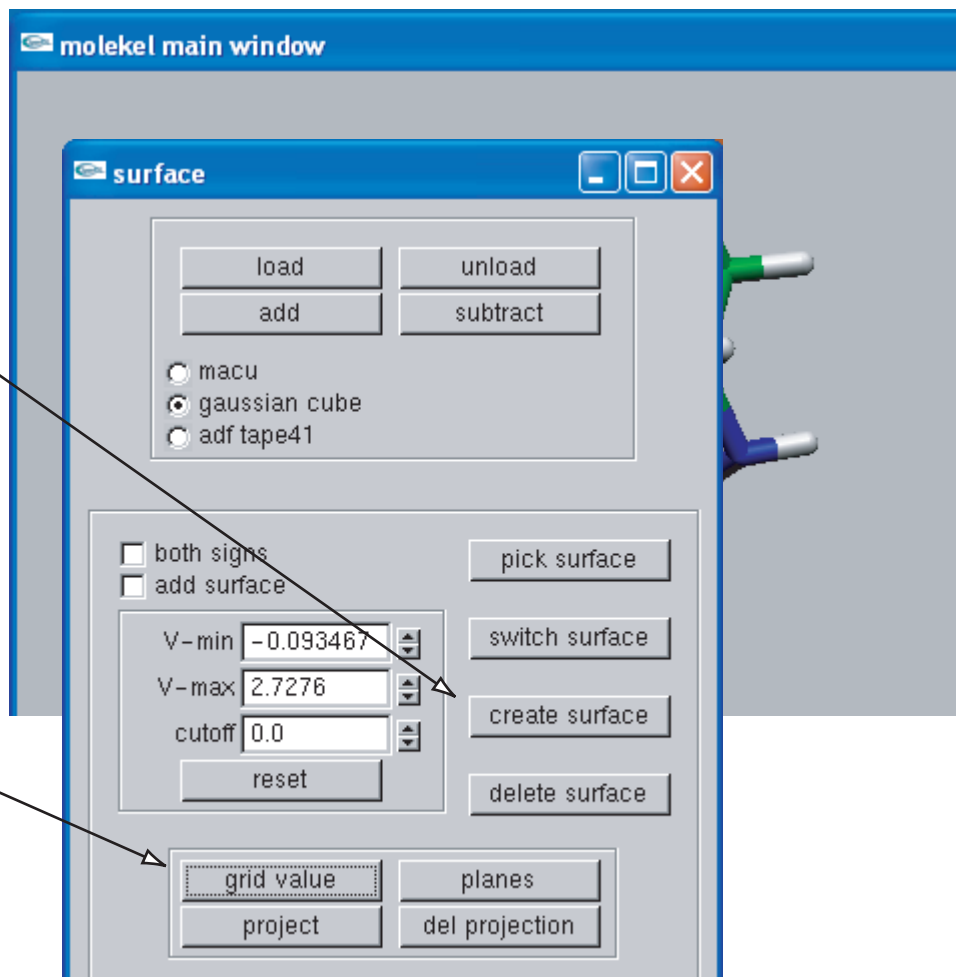 molekel main window
surface
load unload
add subtract
macu
gaussian cube
adf tape41
both signs pick surface
add surface
V-min -0.093467 switch surface
V-max 2.7276
cutoff 0.0 create surface
reset
delete surface
grid value planes
project del projection